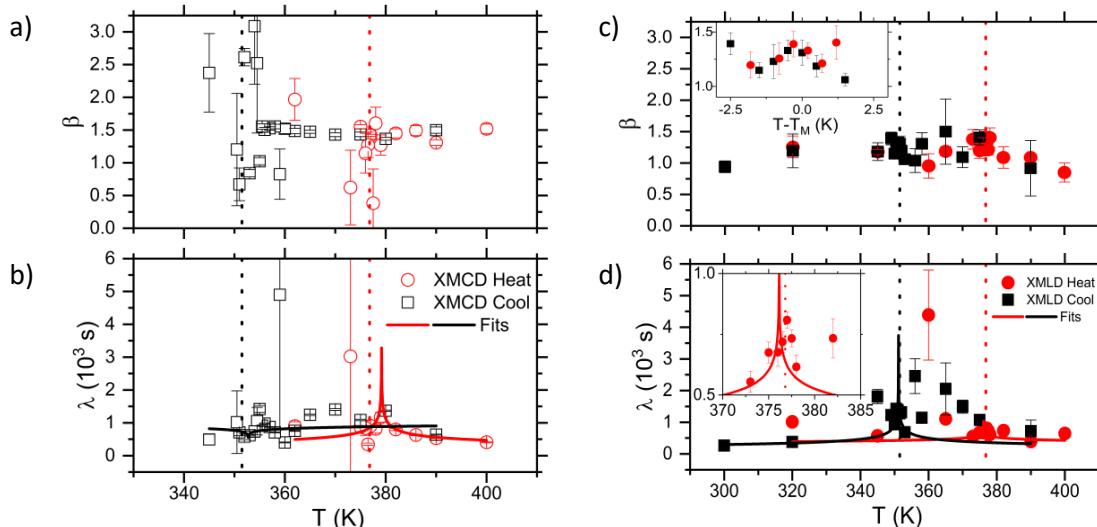 a)
β
3.0
2.5
2.0
1.5
1.0
0.5
0.0
b)
λ (10³ s)
6
5
4
3
2
1
0
XMCD Heat
XMCD Cool
Fits
340 360 380 400
T (K)
c)
β
3.0
2.5
2.0
1.5
1.0
0.5
0.0
1.5
1.0
-2.5 0.0 2.5
T-T_M (K)
d)
λ (10³ s)
6
5
4
3
2
1
0
1.0
0.5
370 375 380 385
XMLD Heat
XMLD Cool
Fits
300 320 340 360 380 400
T (K)